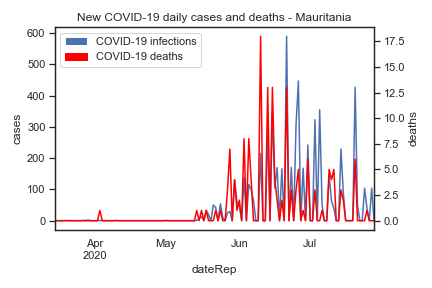 New COVID-19 daily cases and deaths - Mauritania
COVID-19 infections
COVID-19 deaths
600
500
400
300
200
100
0
cases
17.5
15.0
12.5
10.0
7.5
5.0
2.5
0.0
deaths
Apr May Jun Jul
2020
dateRep